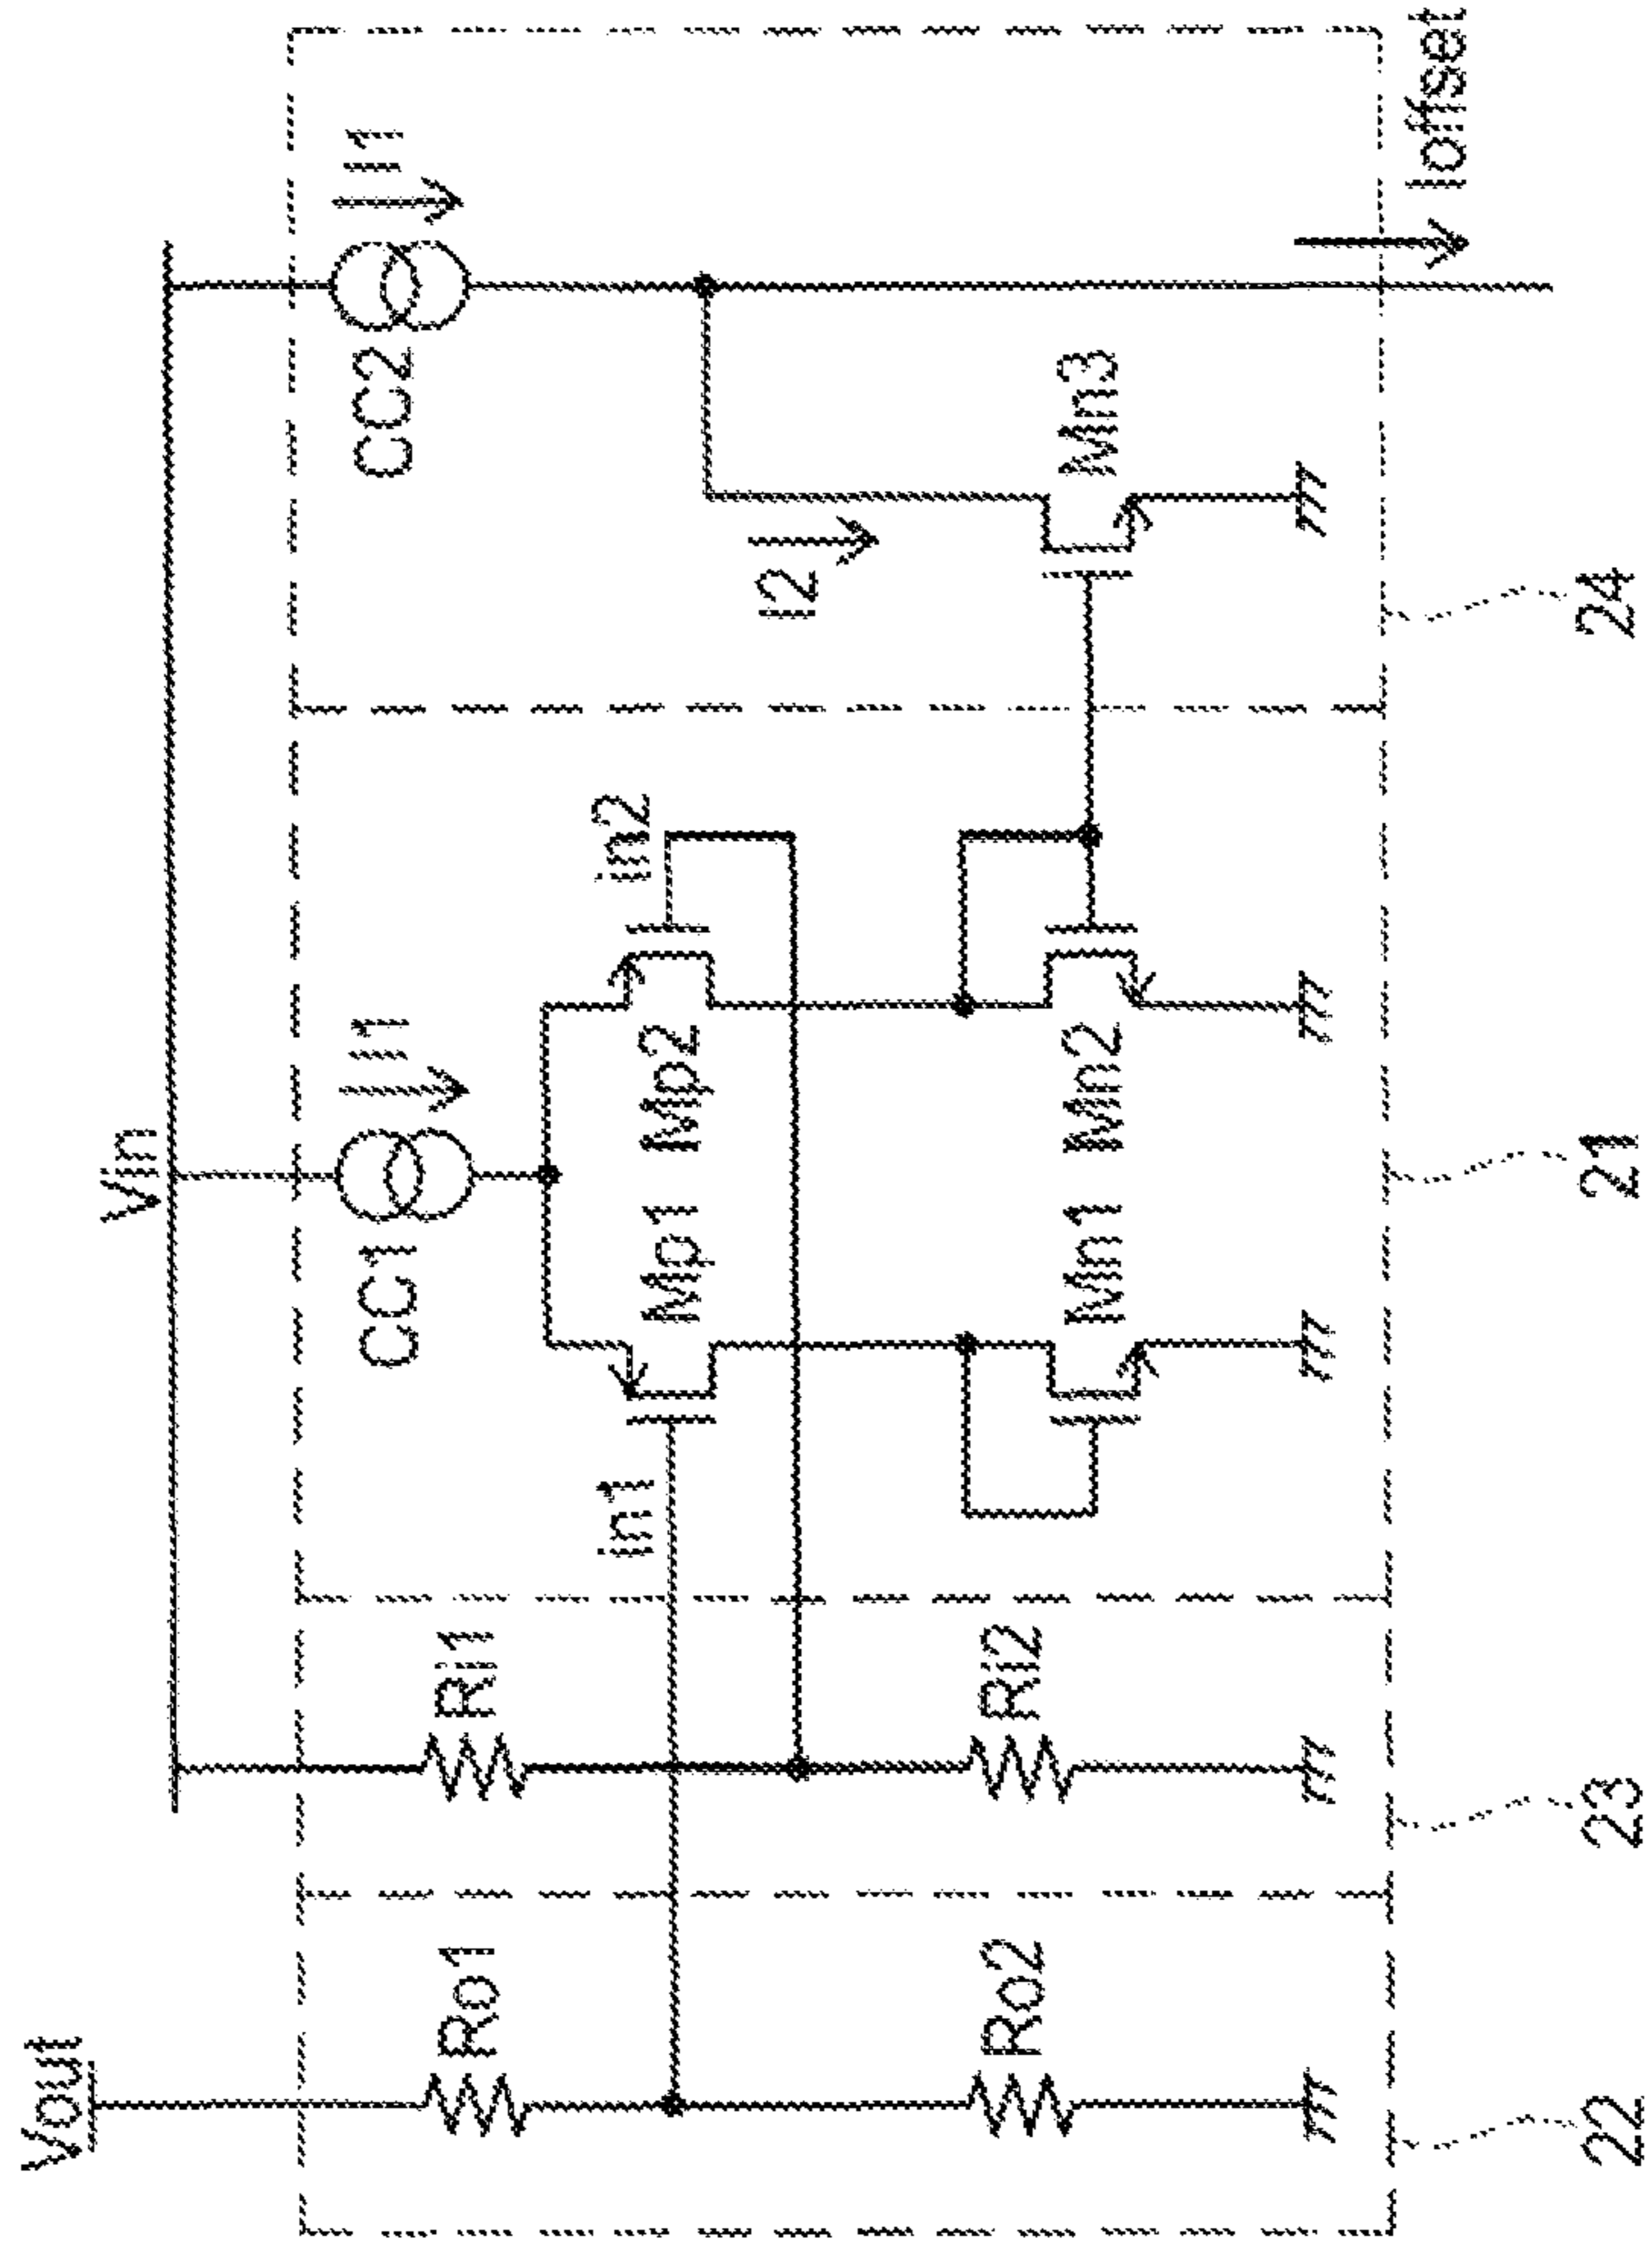 Vout
Vin
CC1
I1
CC2
I1
Ro1
Ri1
in1
Mp1
Mp2
in2
I2
Ro2
Ri2
Mn1
Mn2
Mn3
Ioffset
22
23
21
24